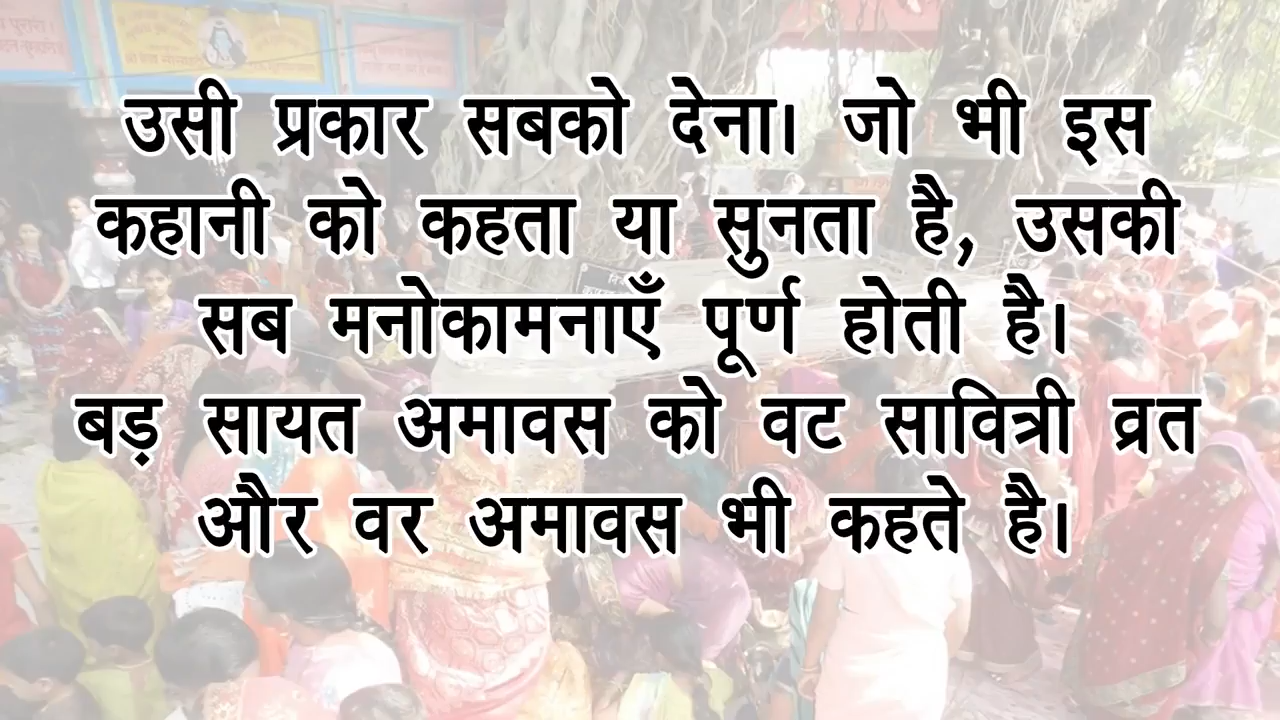 उसी प्रकार सबको देना। जो भी इस
कहानी को कहता या सुनता है, उसकी
सब मनोकामनाएँ पूर्ण होती है।
बड़ सायत अमावस को वट सावित्री व्रत
और वर अमावस भी कहते है।